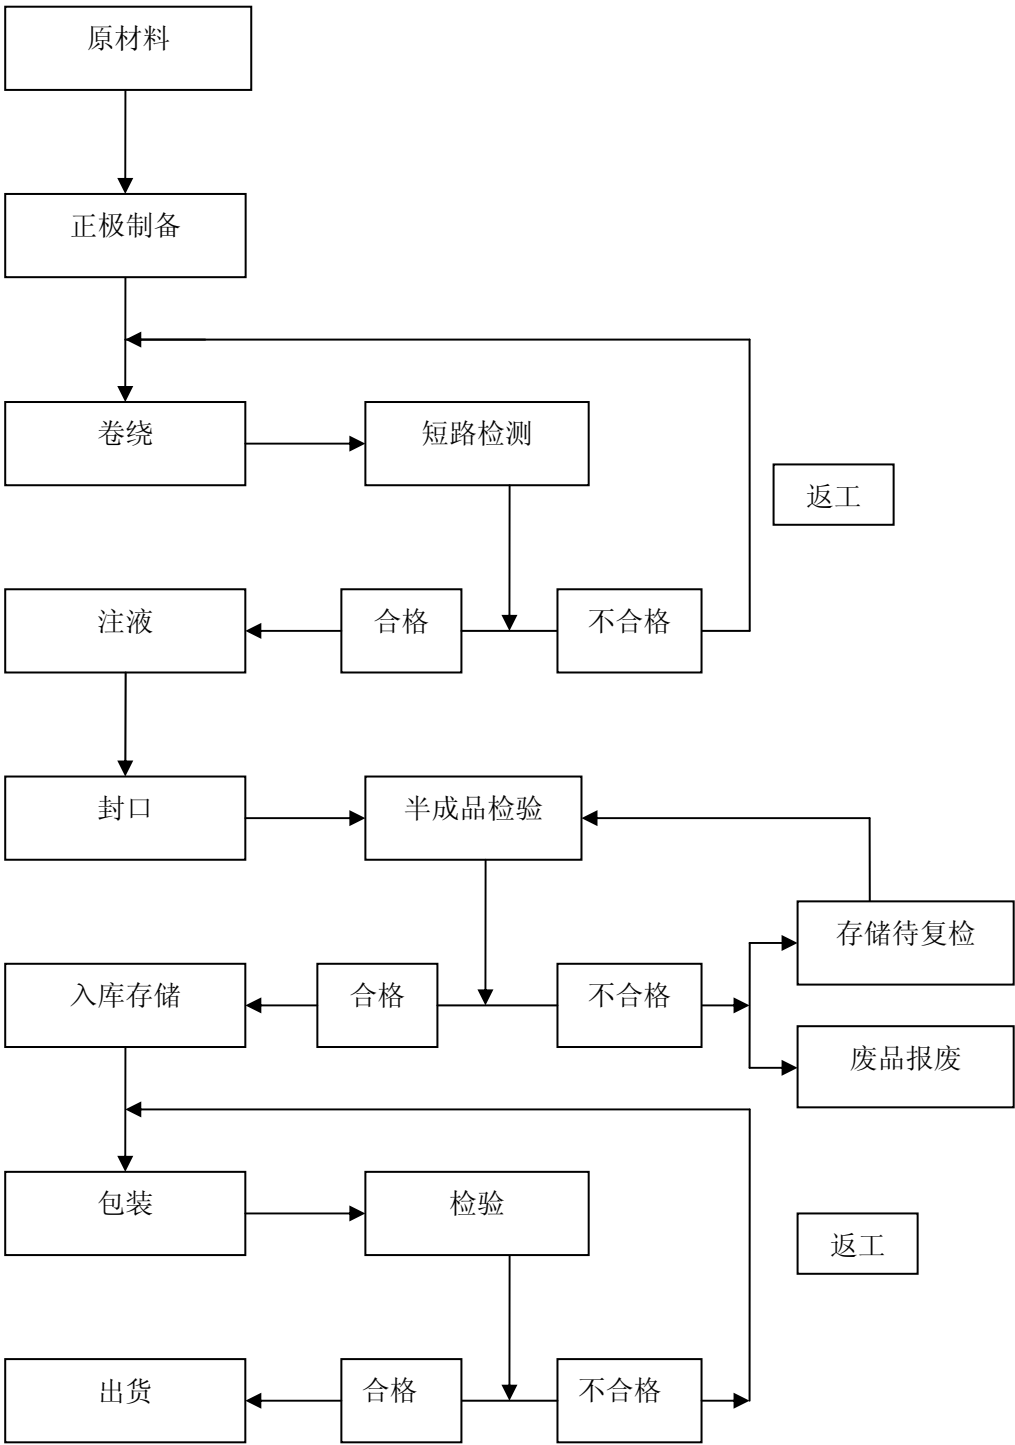 原材料
正极制备
卷绕
短路检测
返工
注液
合格
不合格
封口
半成品检验
存储待复检
入库存储
合格
不合格
废品报废
包装
检验
返工
出货
合格
不合格